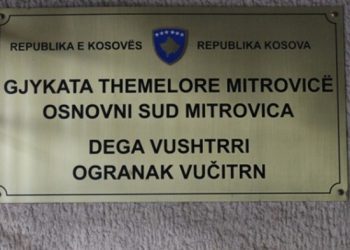 REPUBLIKA E KOSOVËS REPUBLIKA KOSOVA
GJYKATA THEMELORE MITROVICË
OSNOVNI SUD MITROVICA
DEGA VUSHTRRI
OGRANAK VUČITRN